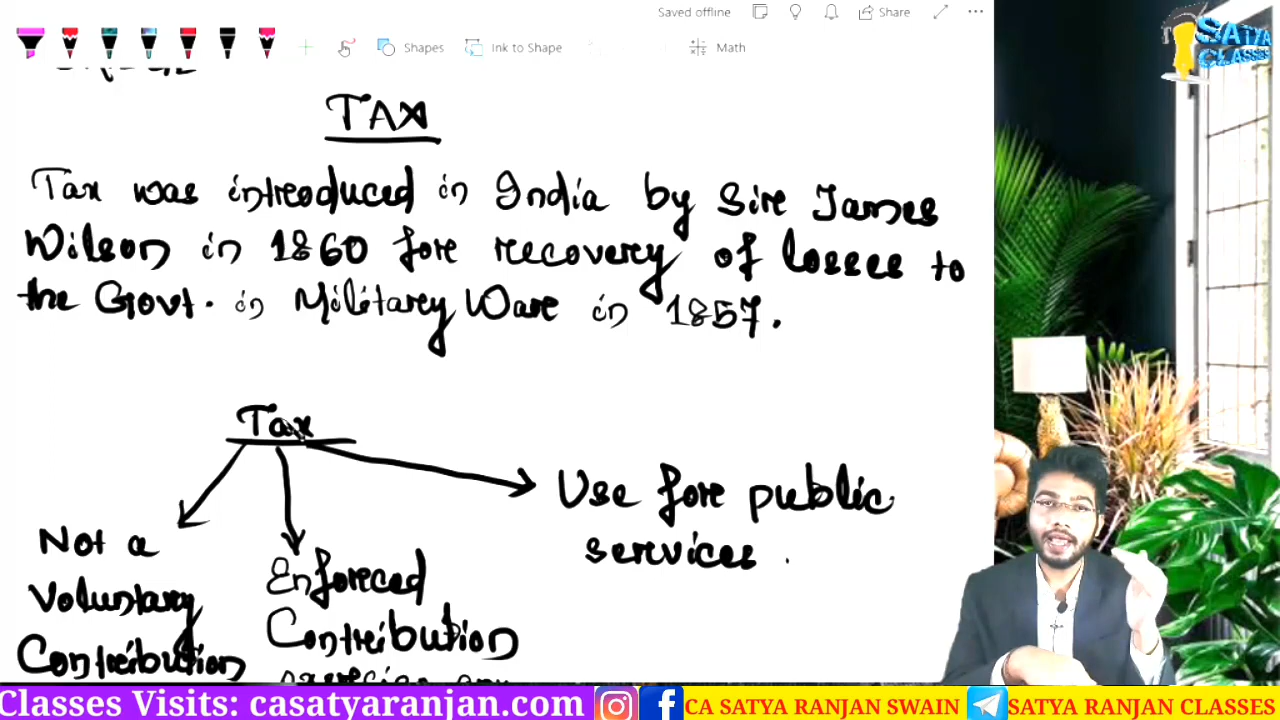 Saved offline
Share
Shapes
Ink to Shape
Math
SATYA
CLASSES
TAX
Tax was introduced in India by Sir James
Wilson in 1860 for recovery of losses to
the Govt. in Military War in 1857.
Tax
Not a
Voluntary
Contribution
Enforced
Contribution
Use for public
services.
Classes Visits: casatyaranjan.com/
CA SATYA RANJAN SWAIN
SATYA RANJAN CLASSES